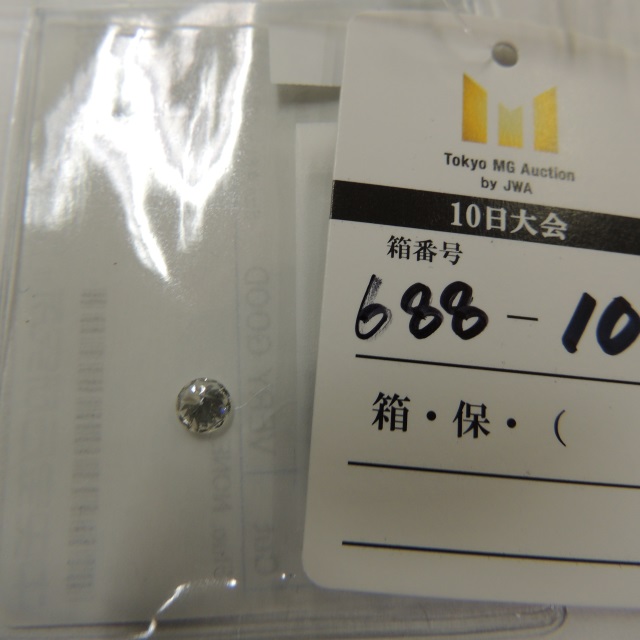 Tokyo MG Auction
by JWA
10日大会
箱番号
688-10
箱・保・(
VERY GOOD